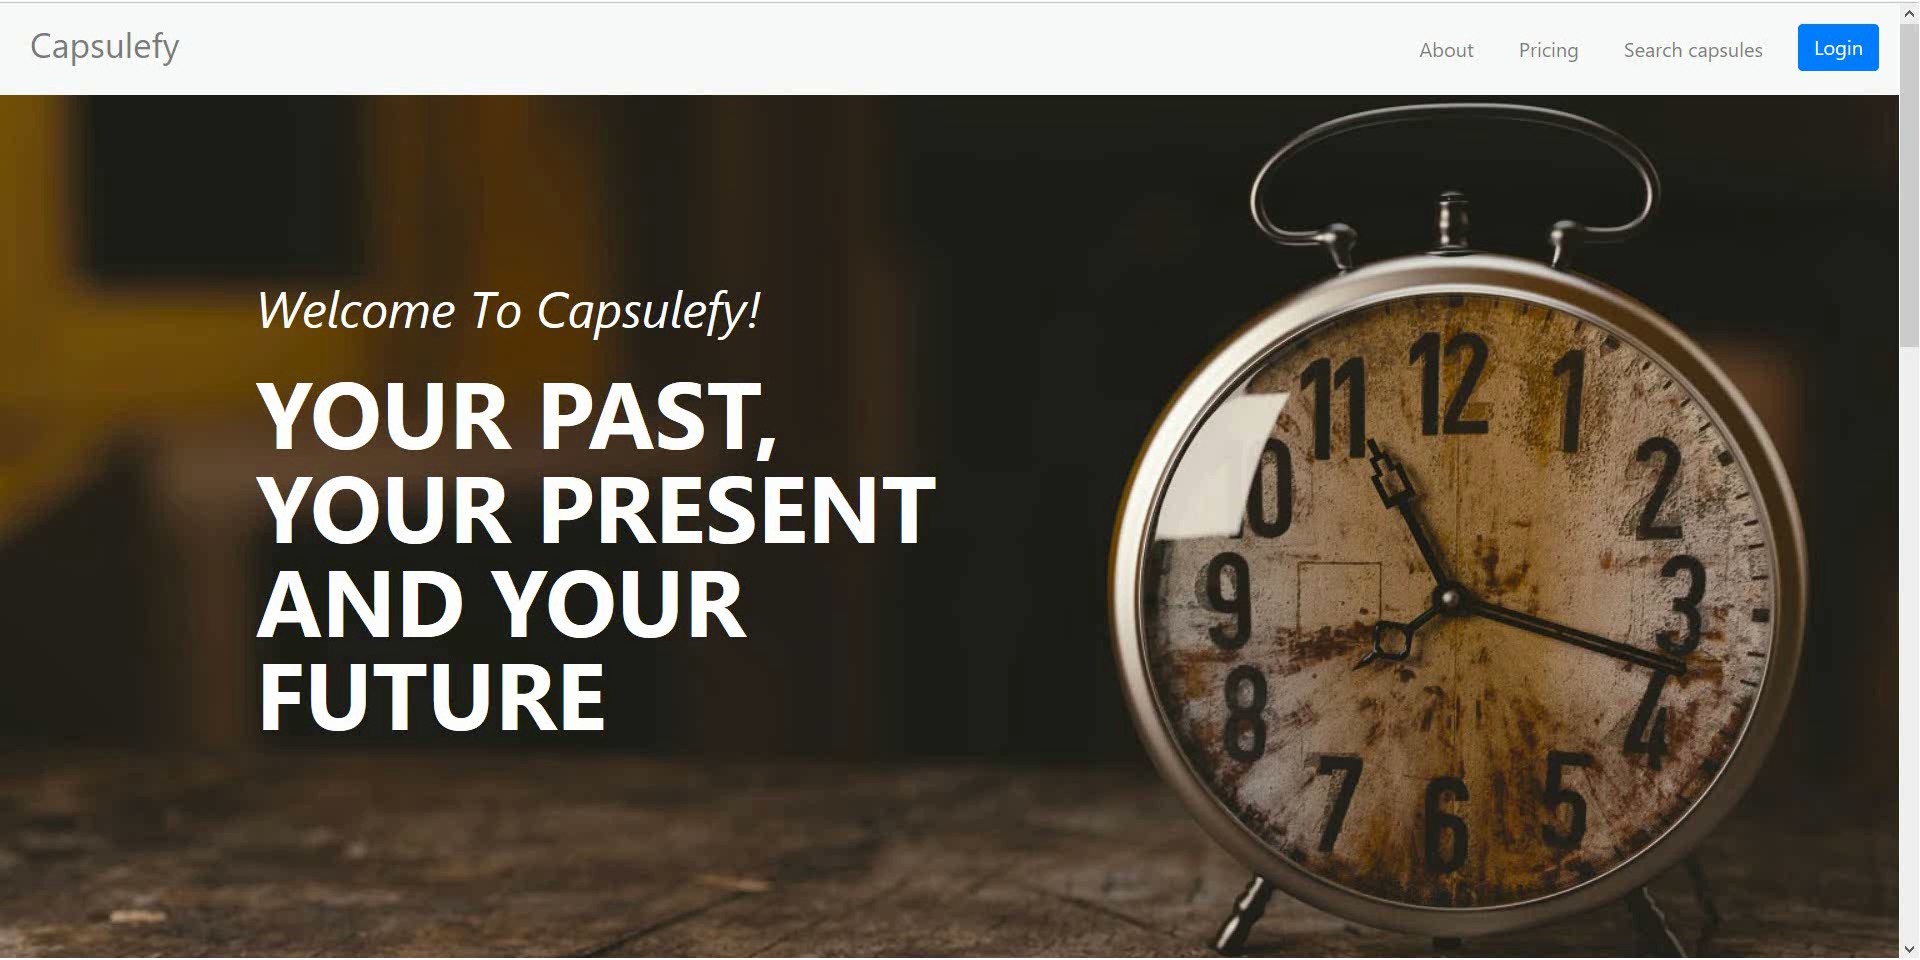 Capsulefy
About Pricing Search capsules Login
Welcome To Capsulefy!
YOUR PAST,
YOUR PRESENT
AND YOUR
FUTURE
11 12 1
0 2
9 3
8 4
7 6 5